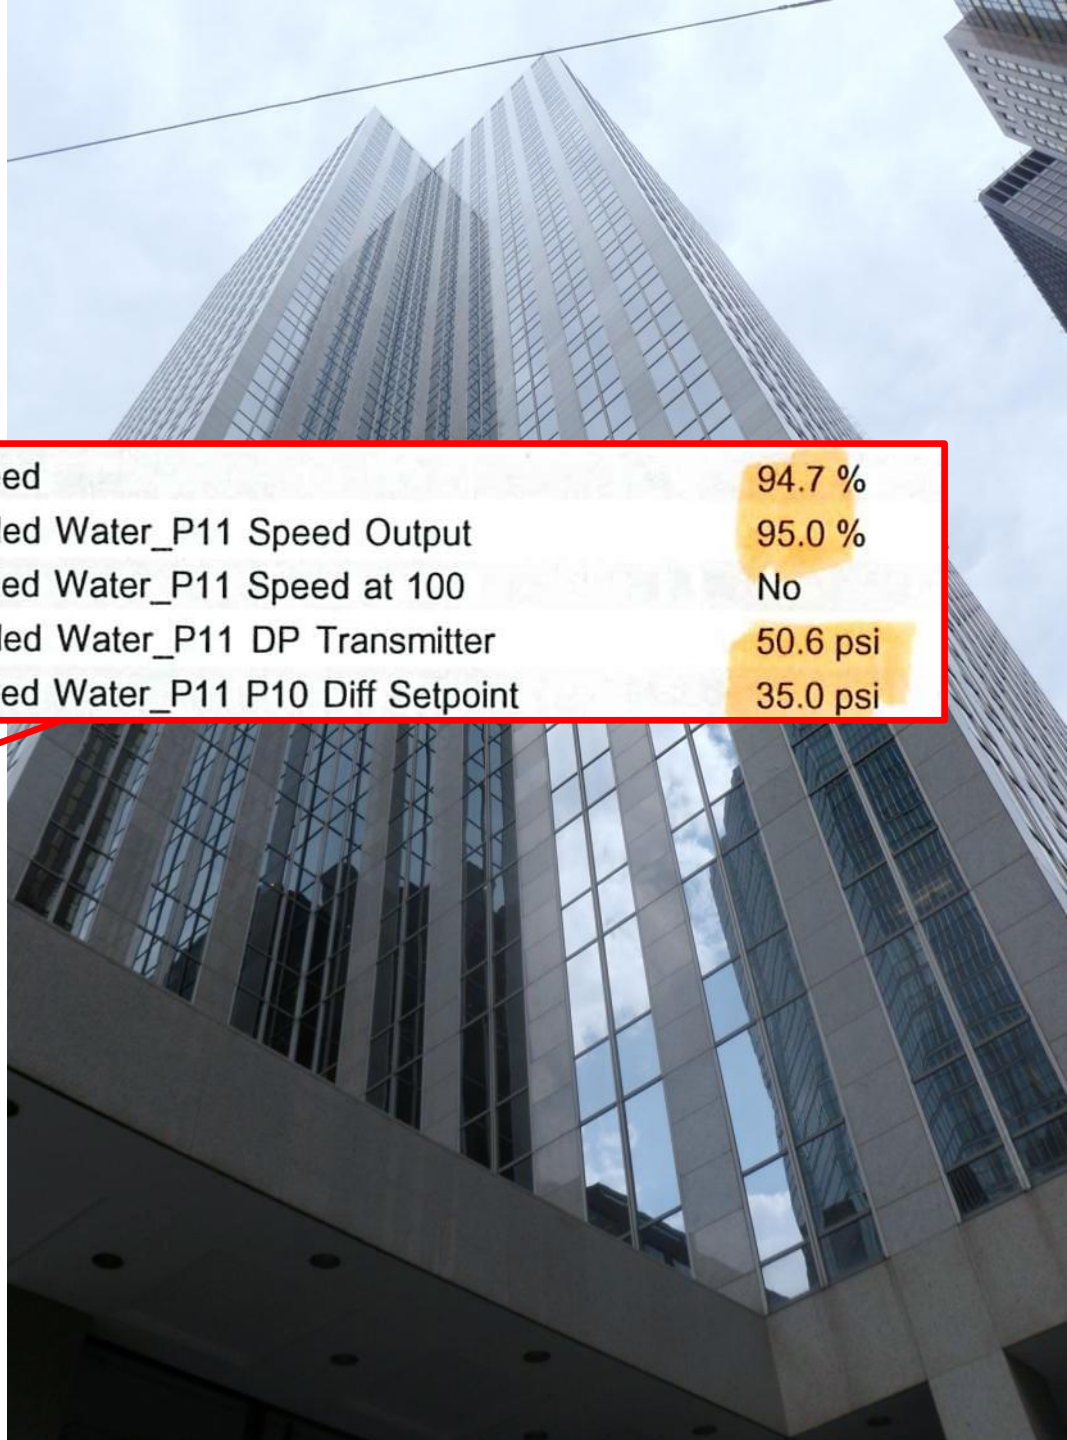 ed 94.7 %
led Water_P11 Speed Output 95.0 %
ed Water_P11 Speed at 100 No
led Water_P11 DP Transmitter 50.6 psi
ed Water_P11 P10 Diff Setpoint 35.0 psi